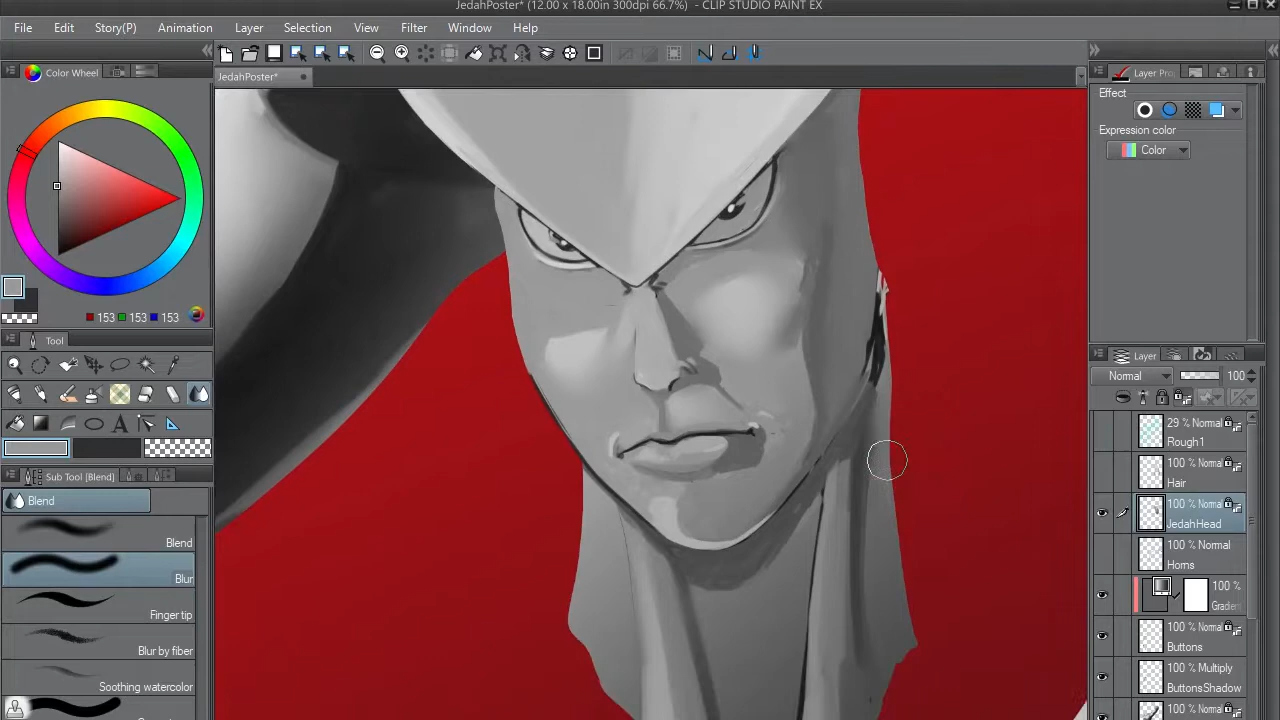 JedahPoster* (12.00 x 18.00in 300dpi 66.7%) - CLIP STUDIO PAINT EX
File Edit Story(P) Animation Layer Selection View Filter Window Help
Color Wheel
JedahPoster*
Layer Pro
Effect
Expression color
Color
153 153 153
Tool
Layer
Normal 100
29 % Normal
Rough1
100 % Normal
Hair
100 % Normal
JedahHead
100 % Normal
Horns
100 %
Gradien
100 % Normal
Buttons
100 % Multiply
ButtonsShadow
100 % Normal
Sub Tool [Blend]
Blend
Blend
Blur
Finger tip
Blur by fiber
Soothing watercolor